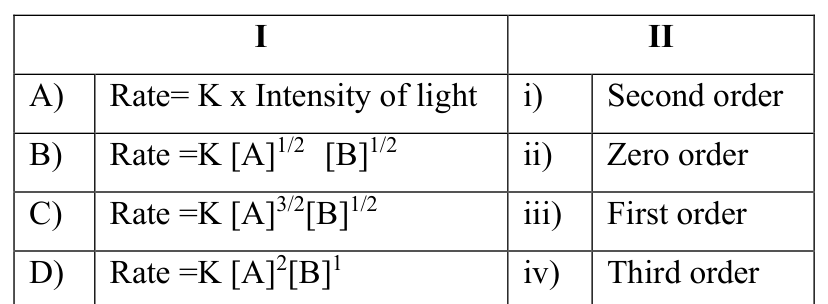 I II
A) Rate= K x Intensity of light i) Second order
B) Rate =K [A]^1/2 [B]^1/2 ii) Zero order
C) Rate =K [A]^3/2[B]^1/2 iii) First order
D) Rate =K [A]^2[B]^1 iv) Third order